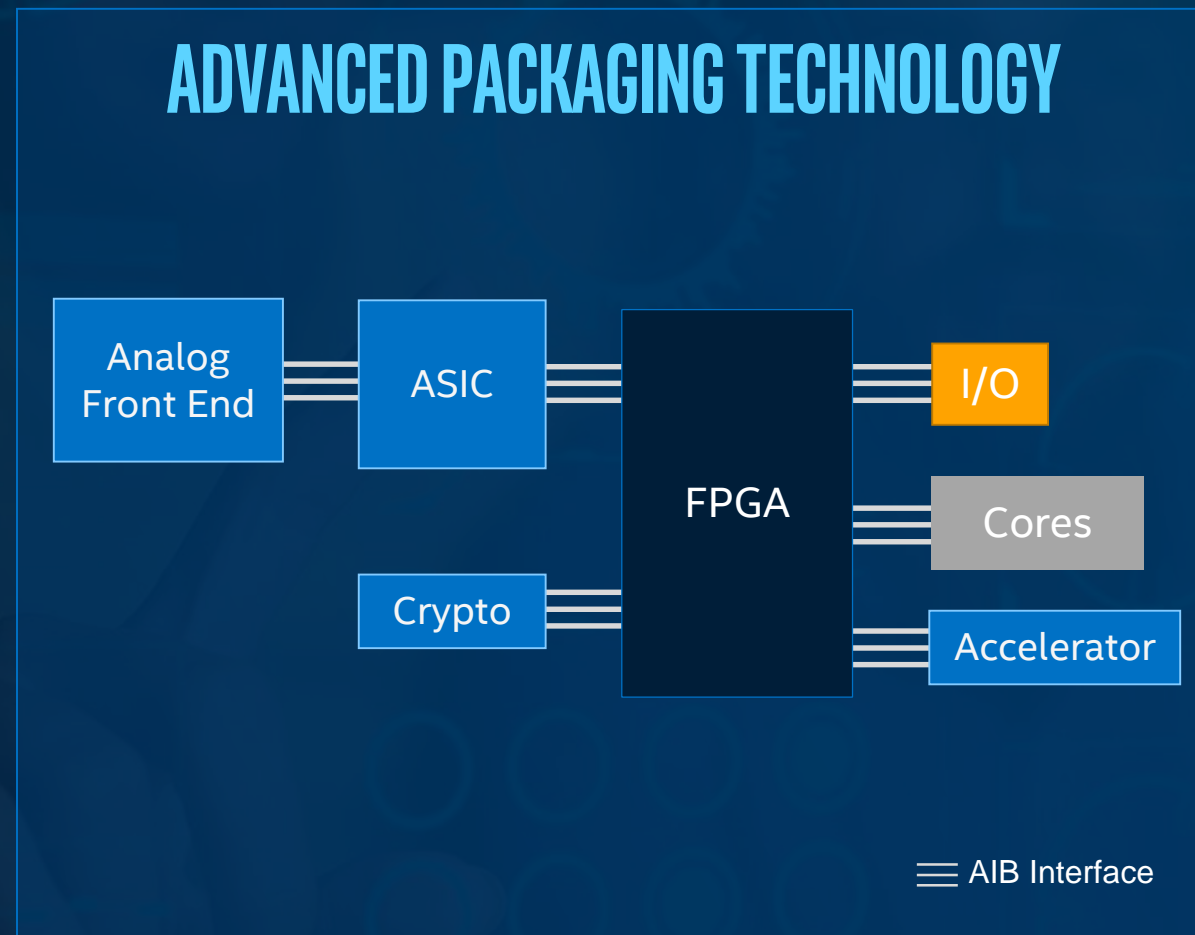 ADVANCED PACKAGING TECHNOLOGY
Analog
Front End
ASIC
FPGA
I/O
Cores
Crypto
Accelerator
AIB Interface